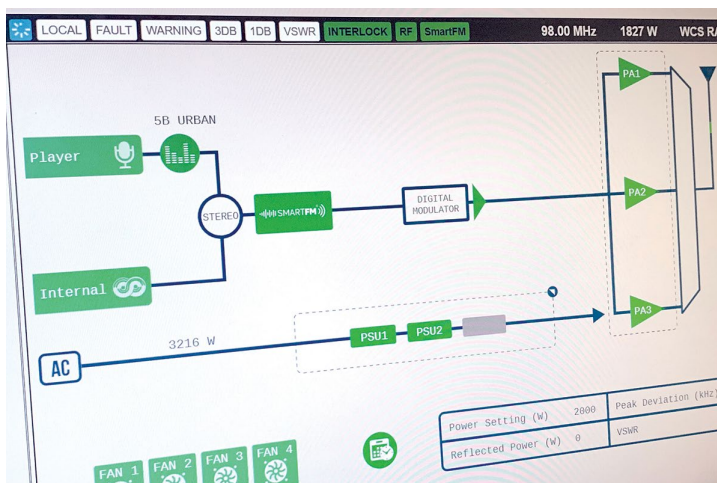 LOCAL FAULT WARNING 3DB 1DB VSWR INTERLOCK RF SmartFM 98.00 MHz 1827 W WCS
PA1
5B URBAN
Player
STEREO
SMARTFM
DIGITAL
MODULATOR
PA2
Internal
PA3
3216 W
PSU1 PSU2
AC
Power Setting (W) 2000 Peak Deviation (kHz)
Reflected Power (W) 0 VSWR
FAN 1 FAN 2 FAN 3 FAN 4